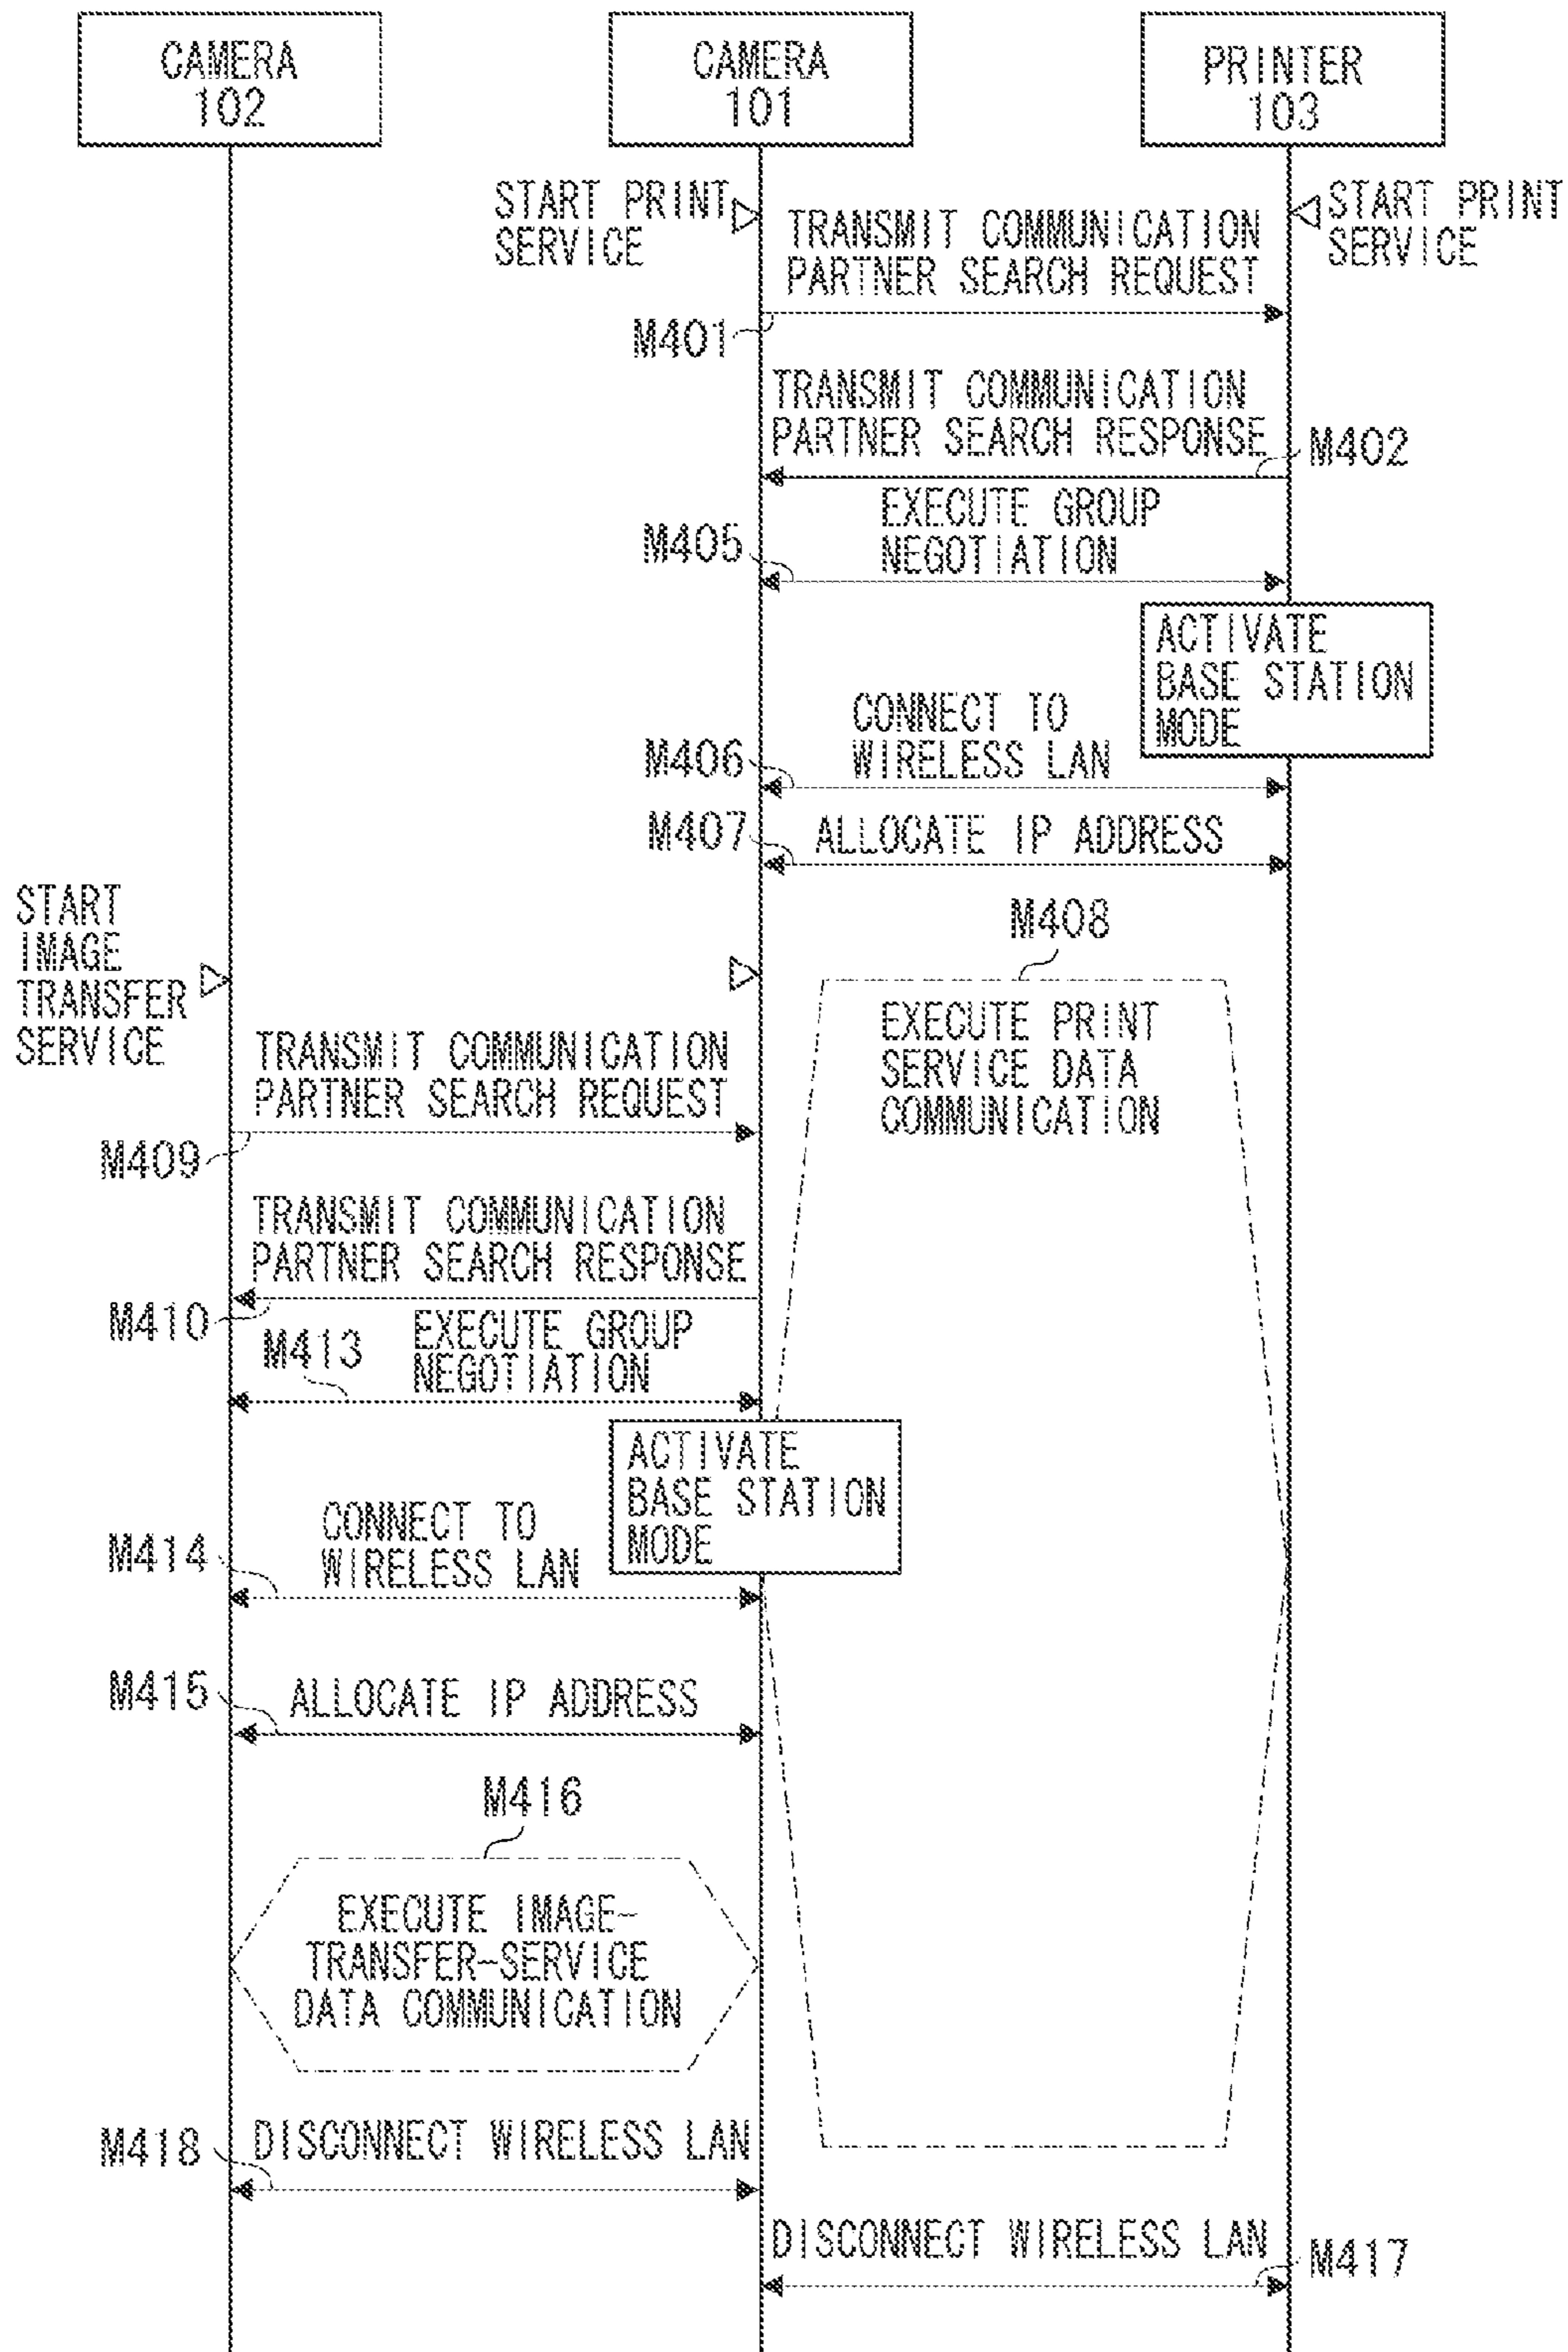 CAMERA
102
CAMERA
101
PRINTER
103
START PRINT
SERVICE
START PRINT
SERVICE
TRANSMIT COMMUNICATION
PARTNER SEARCH REQUEST
M401
TRANSMIT COMMUNICATION
PARTNER SEARCH RESPONSE
M402
EXECUTE GROUP
NEGOTIATION
M405
ACTIVATE
BASE STATION
MODE
CONNECT TO
WIRELESS LAN
M406
M407
ALLOCATE IP ADDRESS
START
IMAGE
TRANSFER
SERVICE
M408
EXECUTE PRINT
SERVICE DATA
COMMUNICATION
TRANSMIT COMMUNICATION
PARTNER SEARCH REQUEST
M409
TRANSMIT COMMUNICATION
PARTNER SEARCH RESPONSE
M410
M413
EXECUTE GROUP
NEGOTIATION
ACTIVATE
BASE STATION
MODE
CONNECT TO
WIRELESS LAN
M414
M415
ALLOCATE IP ADDRESS
M416
EXECUTE IMAGE-
TRANSFER-SERVICE
DATA COMMUNICATION
M418
DISCONNECT WIRELESS LAN
DISCONNECT WIRELESS LAN
M417